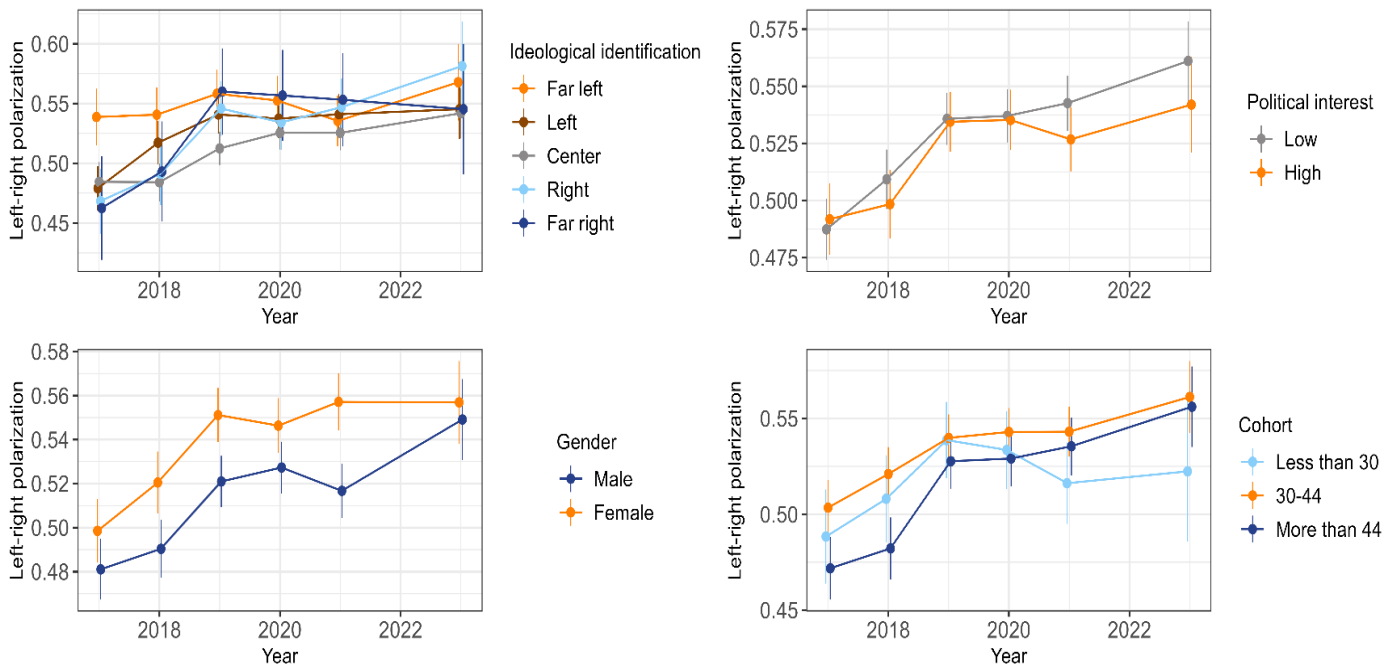 Left-right polarization
0.60
0.55
0.50
0.45
2018
2020
2022
Year
Ideological identification
Far left
Left
Center
Right
Far right
Left-right polarization
0.575
0.550
0.525
0.500
0.475
2018
2020
2022
Year
Political interest
Low
High
Left-right polarization
0.58
0.56
0.54
0.52
0.50
0.48
2018
2020
2022
Year
Gender
Male
Female
Left-right polarization
0.55
0.50
0.45
2018
2020
2022
Year
Cohort
Less than 30
30-44
More than 44